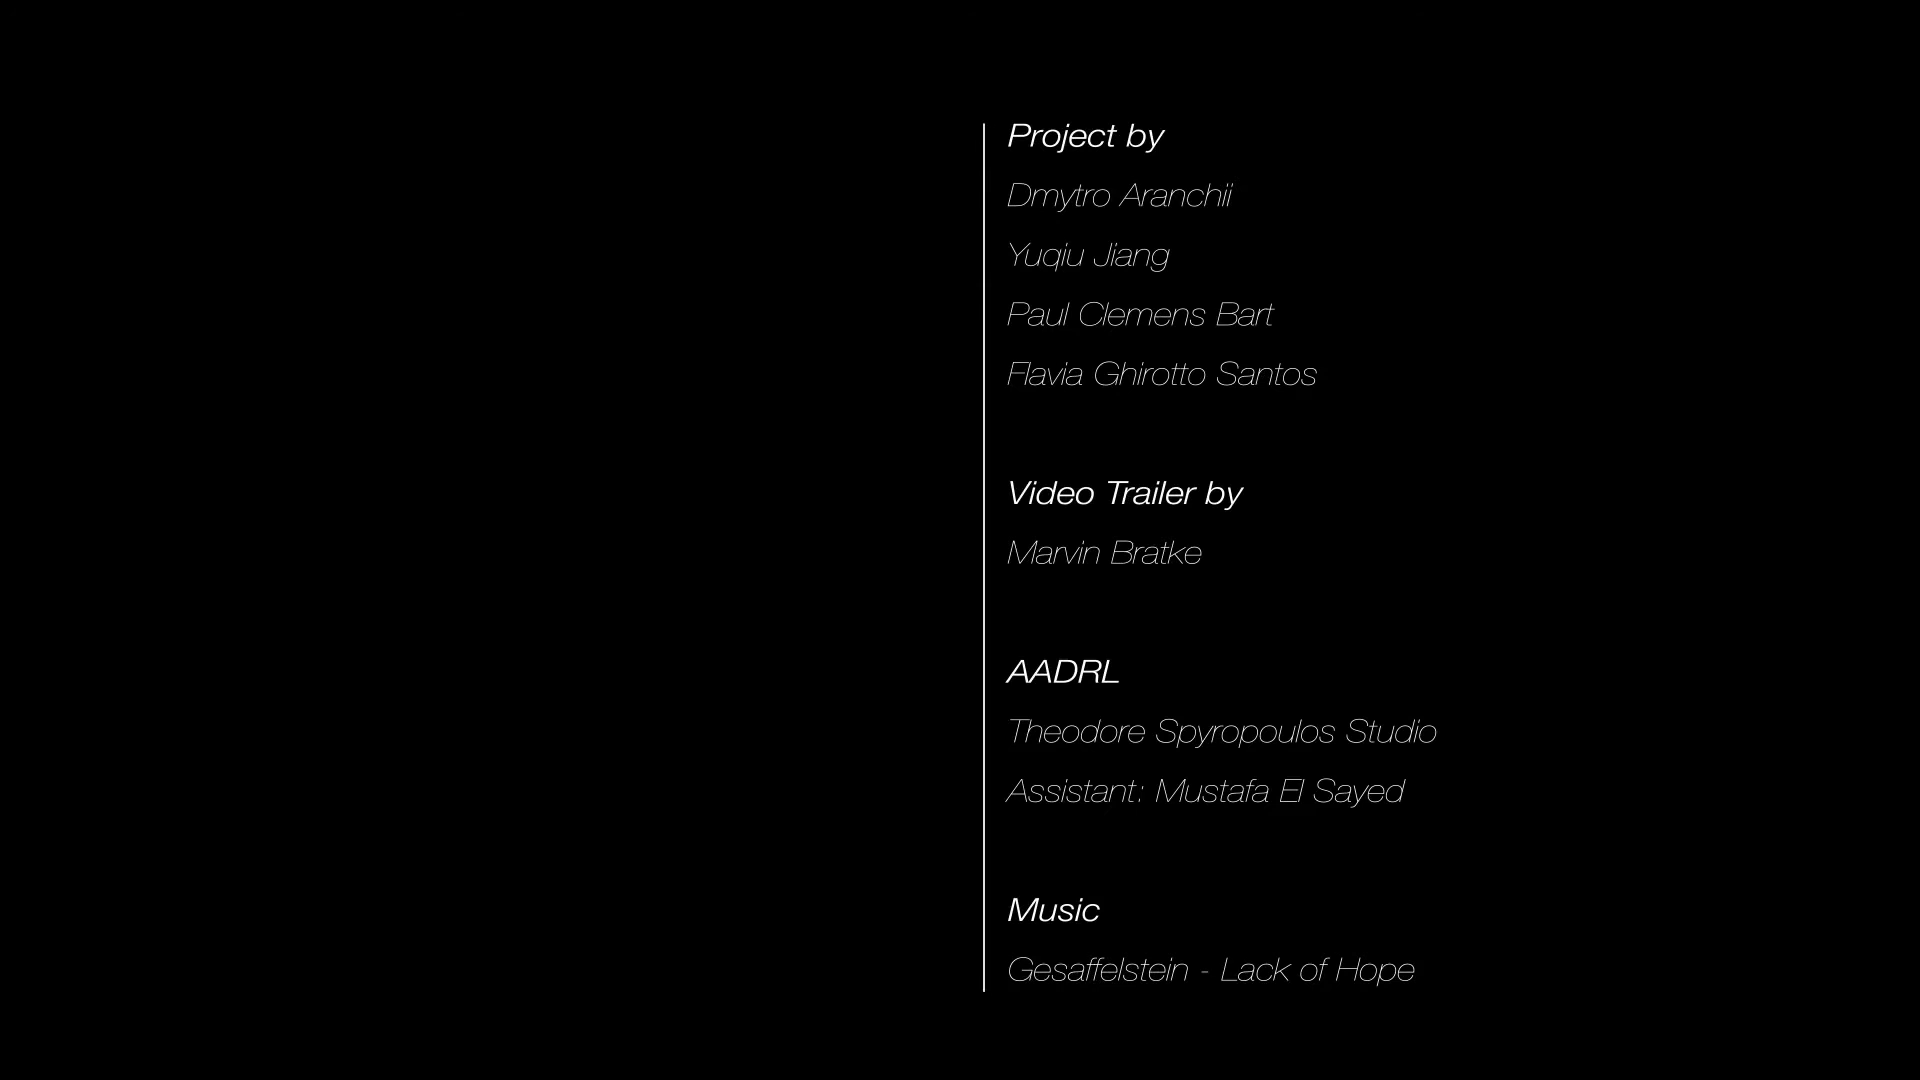 Project by
Dmytro Aranchii
Yuqiu Jiang
Paul Clemens Bart
Flavia Ghirotto Santos
Video Trailer by
Marvin Bratke
AADRL
Theodore Spyropoulos Studio
Assistant: Mustafa El Sayed
Music
Gesaffelstein - Lack of Hope